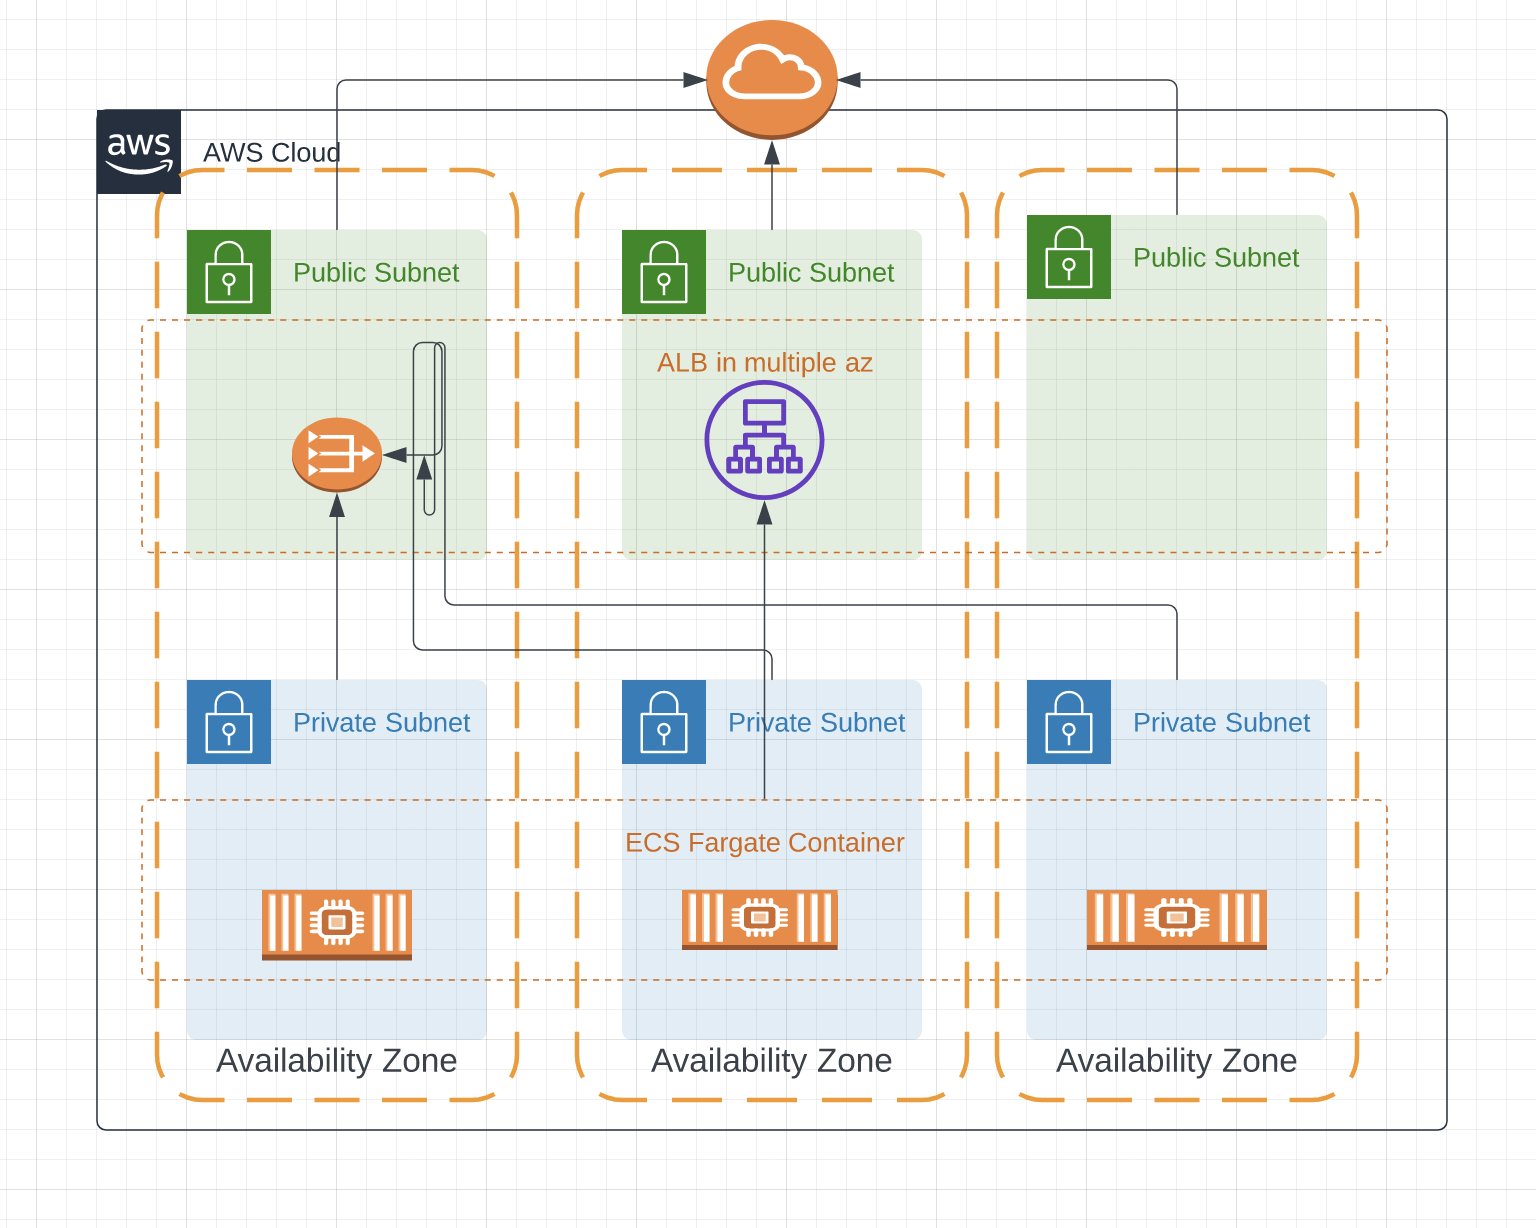 aws
AWS Cloud
Public Subnet
Public Subnet
Public Subnet
ALB in multiple az
Private Subnet
Private Subnet
Private Subnet
ECS Fargate Container
Availability Zone
Availability Zone
Availability Zone